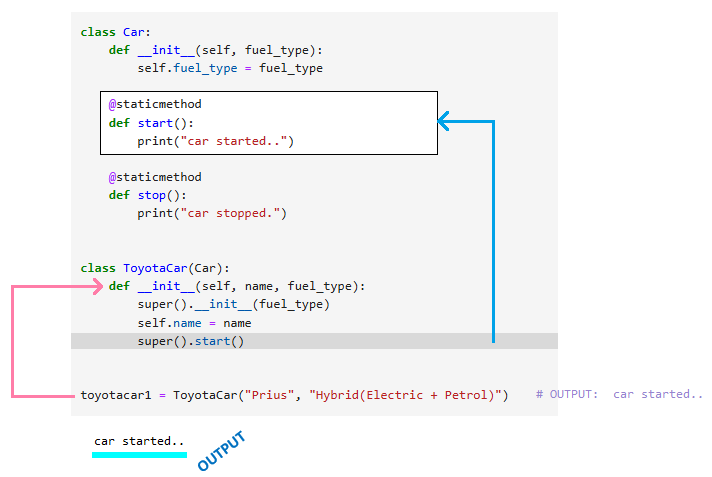 class Car:
    def __init__(self, fuel_type):
        self.fuel_type = fuel_type
    @staticmethod
    def start():
        print("car started..")
    @staticmethod
    def stop():
        print("car stopped.")
class ToyotaCar(Car):
    def __init__(self, name, fuel_type):
        super().__init__(fuel_type)
        self.name = name
        super().start()
toyotacar1 = ToyotaCar("Prius", "Hybrid(Electric + Petrol)")    # OUTPUT:  car started..
car started..
OUTPUT